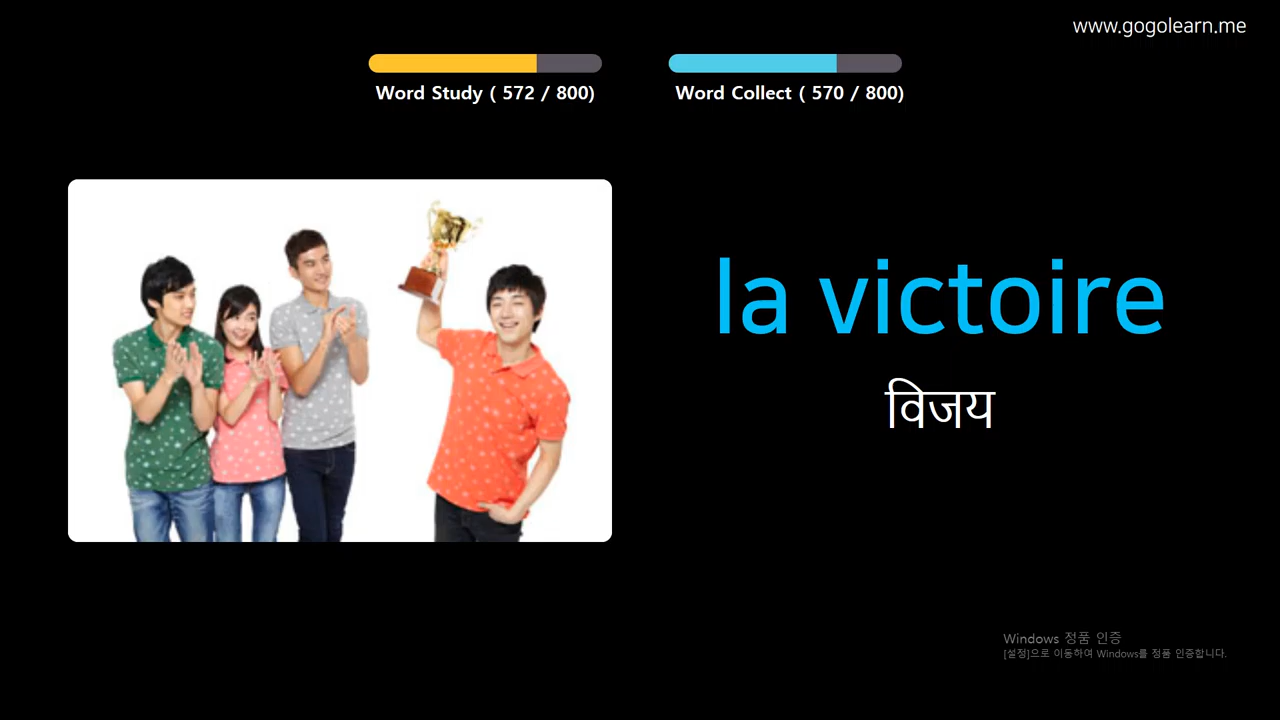 www.gogolearn.me
Word Study ( 572 / 800)
Word Collect ( 570 / 800)
la victoire
विजय
Windows 정품 인증
[설정]으로 이동하여 Windows를 정품 인증합니다.